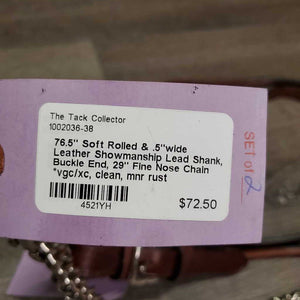 The Tack Collector
1002036-38
76.5" Soft Rolled & .5"wide
Leather Showmanship Lead Shank,
Buckle End, 29" Fine Nose Chain
*vgc/xc, clean, mnr rust
4521YH
$72.50
SET of 2